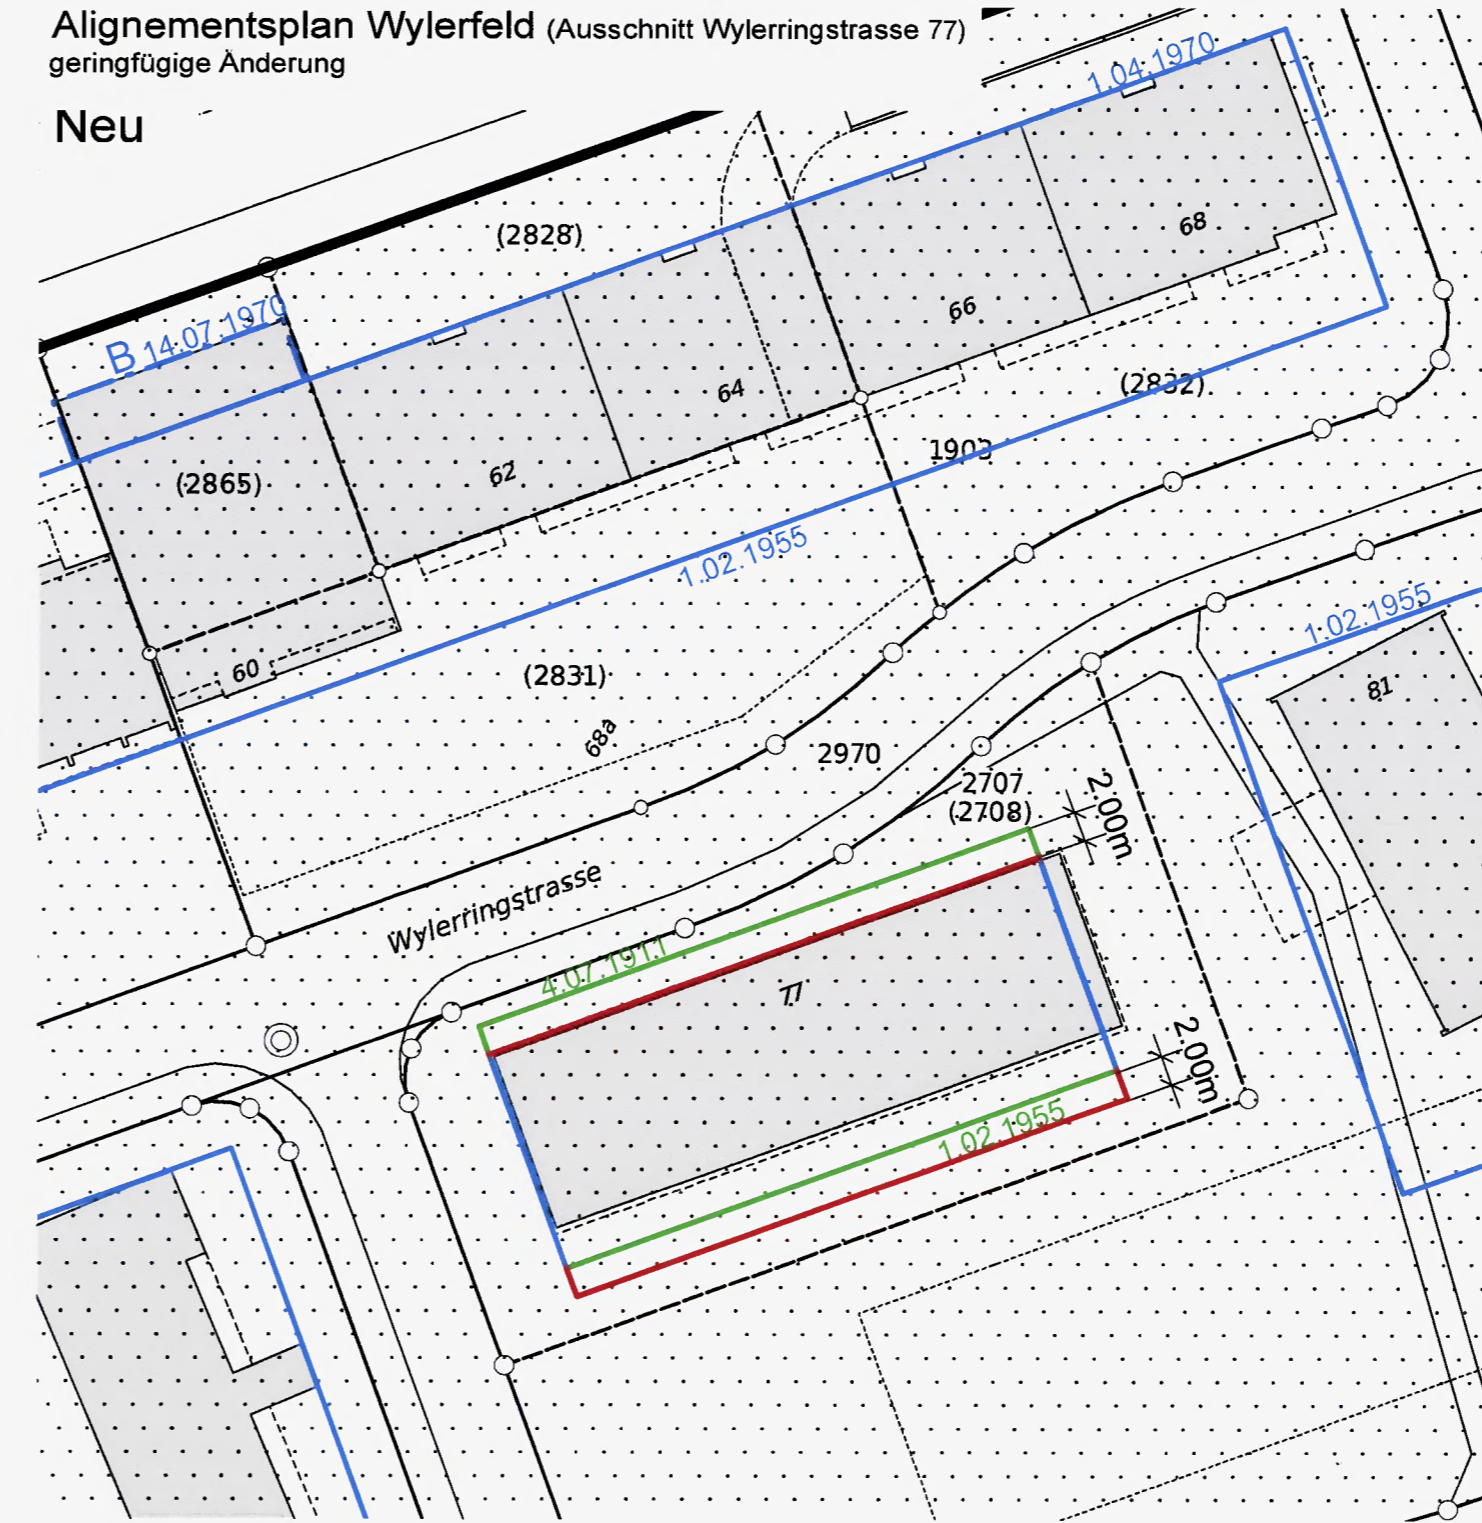 Alignementsplan Wylerfeld (Ausschnitt Wylerringstrasse 77)
geringfügige Änderung
Neu
1.04.1970
(2828)
68
B 14.07.1970
66
64
(2832)
1903
62
(2865)
1.02.1955
1.02.1955
60
(2831)
81
68a
2970
2707
(2708)
2.00m
Wylerringstrasse
4.07.1911
77
2.00m
1.02.1955